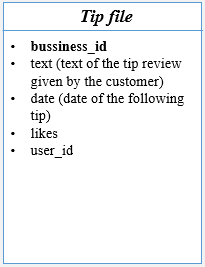 Tip file
• bussiness_id
• text (text of the tip review
given by the customer)
• date (date of the following
tip)
• likes
• user_id